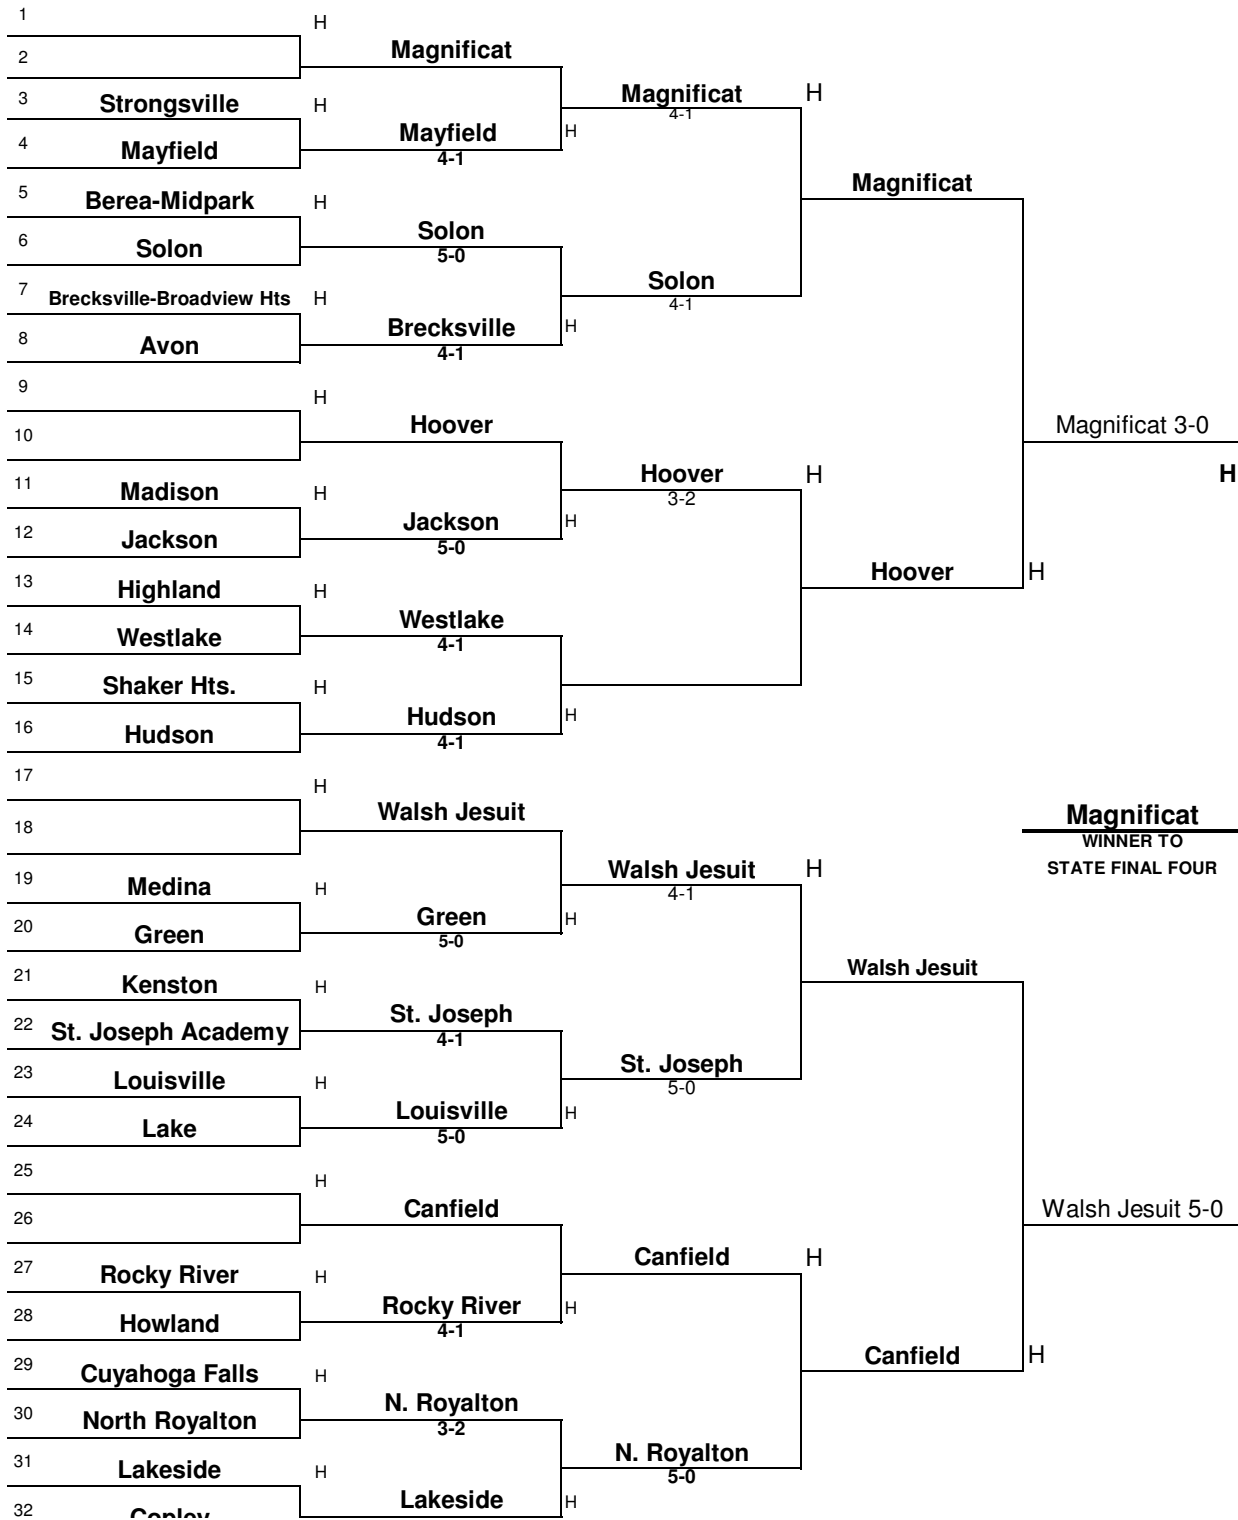 1
H
2
Magnificat
3 Strongsville H
Magnificat H
4-1
4 Mayfield
Mayfield H
4-1
5 Berea-Midpark H
Magnificat
6 Solon
Solon
5-0
7 Brecksville-Broadview Hts H
Solon
4-1
8 Avon
Brecksville H
4-1
9
H
10
Hoover
Magnificat 3-0
11 Madison H
Hoover H
3-2
H
12 Jackson
Jackson H
5-0
13 Highland H
Hoover H
14 Westlake
Westlake
4-1
15 Shaker Hts. H
16 Hudson
Hudson H
4-1
17
H
18
Walsh Jesuit
Magnificat
WINNER TO
STATE FINAL FOUR
19 Medina H
Walsh Jesuit H
4-1
20 Green
Green H
5-0
21 Kenston H
Walsh Jesuit
22 St. Joseph Academy
St. Joseph
4-1
23 Louisville H
St. Joseph
5-0
24 Lake
Louisville H
5-0
25
H
26
Canfield
Walsh Jesuit 5-0
27 Rocky River H
Canfield H
28 Howland
Rocky River H
4-1
29 Cuyahoga Falls H
Canfield H
30 North Royalton
N. Royalton
3-2
31 Lakeside H
N. Royalton
5-0
32 Copley
Lakeside H